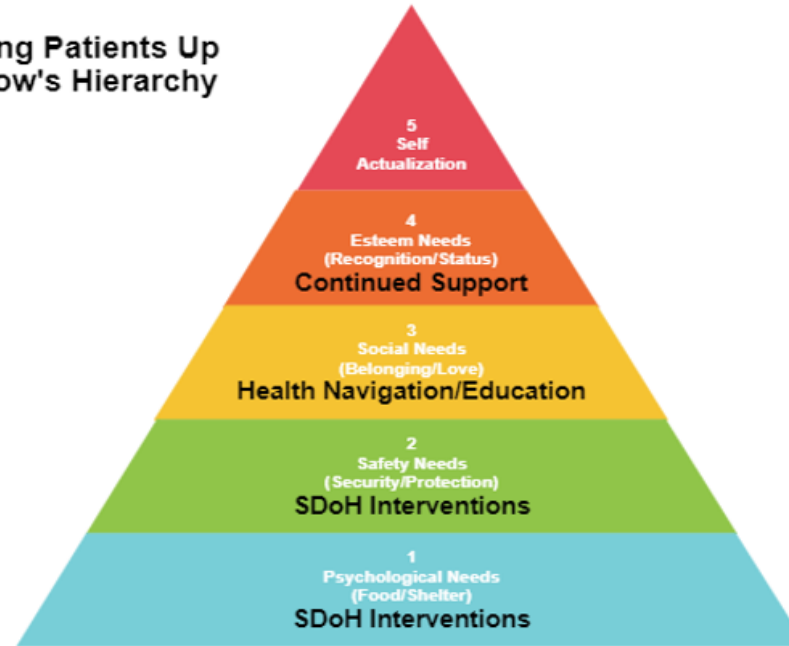 ng Patients Up
ow's Hierarchy
5
Self
Actualization
4
Esteem Needs
(Recognition/Status)
Continued Support
3
Social Needs
(Belonging/Love)
Health Navigation/Education
2
Safety Needs
(Security/Protection)
SDoH Interventions
1
Psychological Needs
(Food/Shelter)
SDoH Interventions